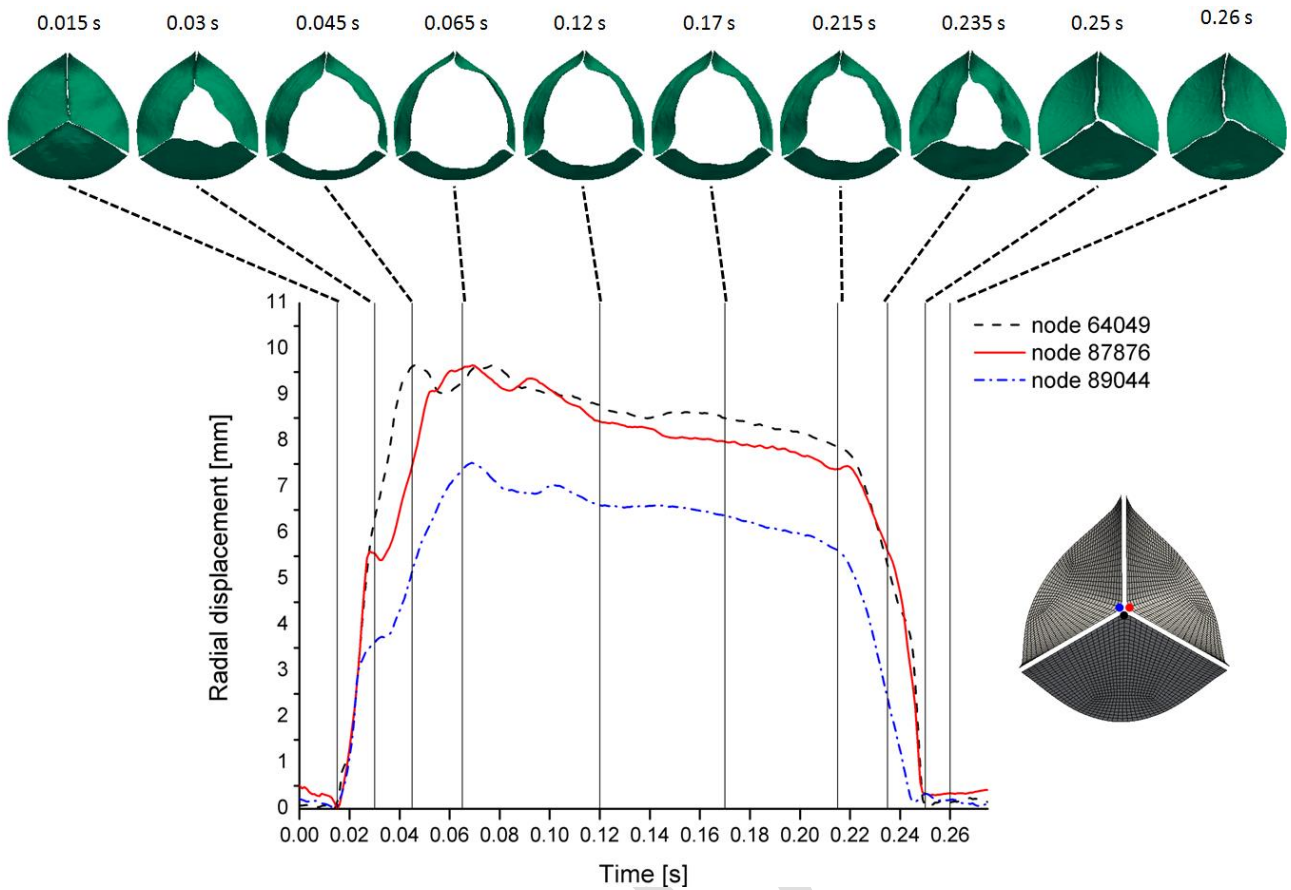 0.015 s 0.03 s 0.045 s 0.065 s 0.12 s 0.17 s 0.215 s 0.235 s 0.25 s 0.26 s
11
10
9
8
7
6
5
4
3
2
1
0
Radial displacement [mm]
node 64049
node 87876
node 89044
0.00 0.02 0.04 0.06 0.08 0.10 0.12 0.14 0.16 0.18 0.20 0.22 0.24 0.26
Time [s]